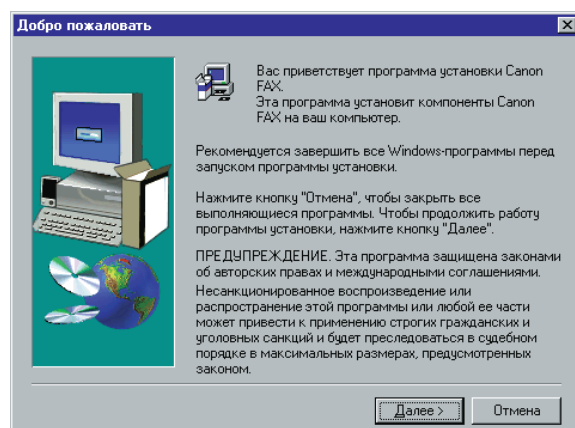 Добро пожаловать
Вас приветствует программа установки Canon
FAX.
Эта программа установит компоненты Canon
FAX на ваш компьютер.
Рекомендуется завершить все Windows-программы перед
запуском программы установки.
Нажмите кнопку "Отмена", чтобы закрыть все
выполняющиеся программы. Чтобы продолжить работу
программы установки, нажмите кнопку "Далее".
ПРЕДУПРЕЖДЕНИЕ. Эта программа защищена законами
об авторских правах и международными соглашениями.
Несанкционированное воспроизведение или
распространение этой программы или любой ее части
может привести к применению строгих гражданских и
уголовных санкций и будет преследоваться в судебном
порядке в максимальных размерах, предусмотренных
законом.
Далее >
Отмена